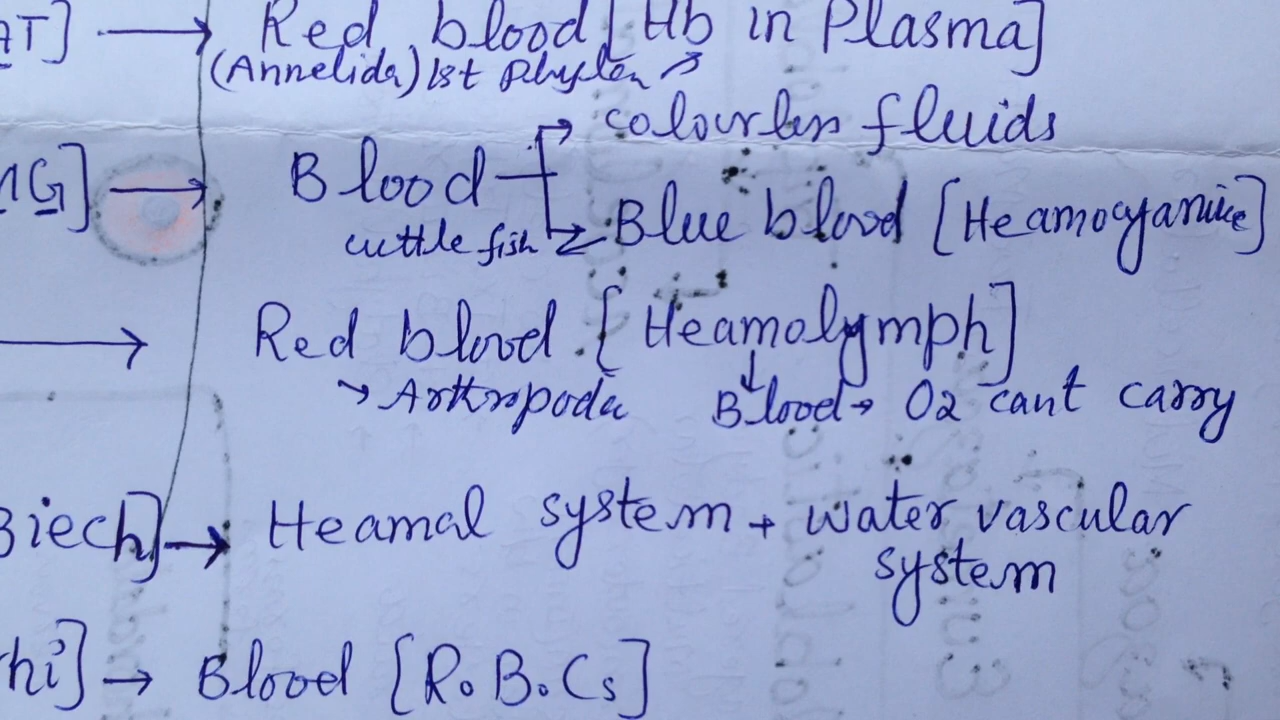 AT] → Red blood [Hb in Plasma]
(Annelida) 1st Phylum
→ colourless fluids
MG] → Blood
cuttle fish → Blue blood [Heamocyanine]
→ Red blood [Heamolymph]
→ Arthropoda Blood → O2 cant carry
Biech] → Heamal system + water vascular
system
hi] → Blood [R.B.Cs]